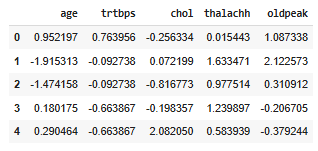 age trtbps chol thalachh oldpeak
0 0.952197 0.763956 -0.256334 0.015443 1.087338
1 -1.915313 -0.092738 0.072199 1.633471 2.122573
2 -1.474158 -0.092738 -0.816773 0.977514 0.310912
3 0.180175 -0.663867 -0.198357 1.239897 -0.206705
4 0.290464 -0.663867 2.082050 0.583939 -0.379244